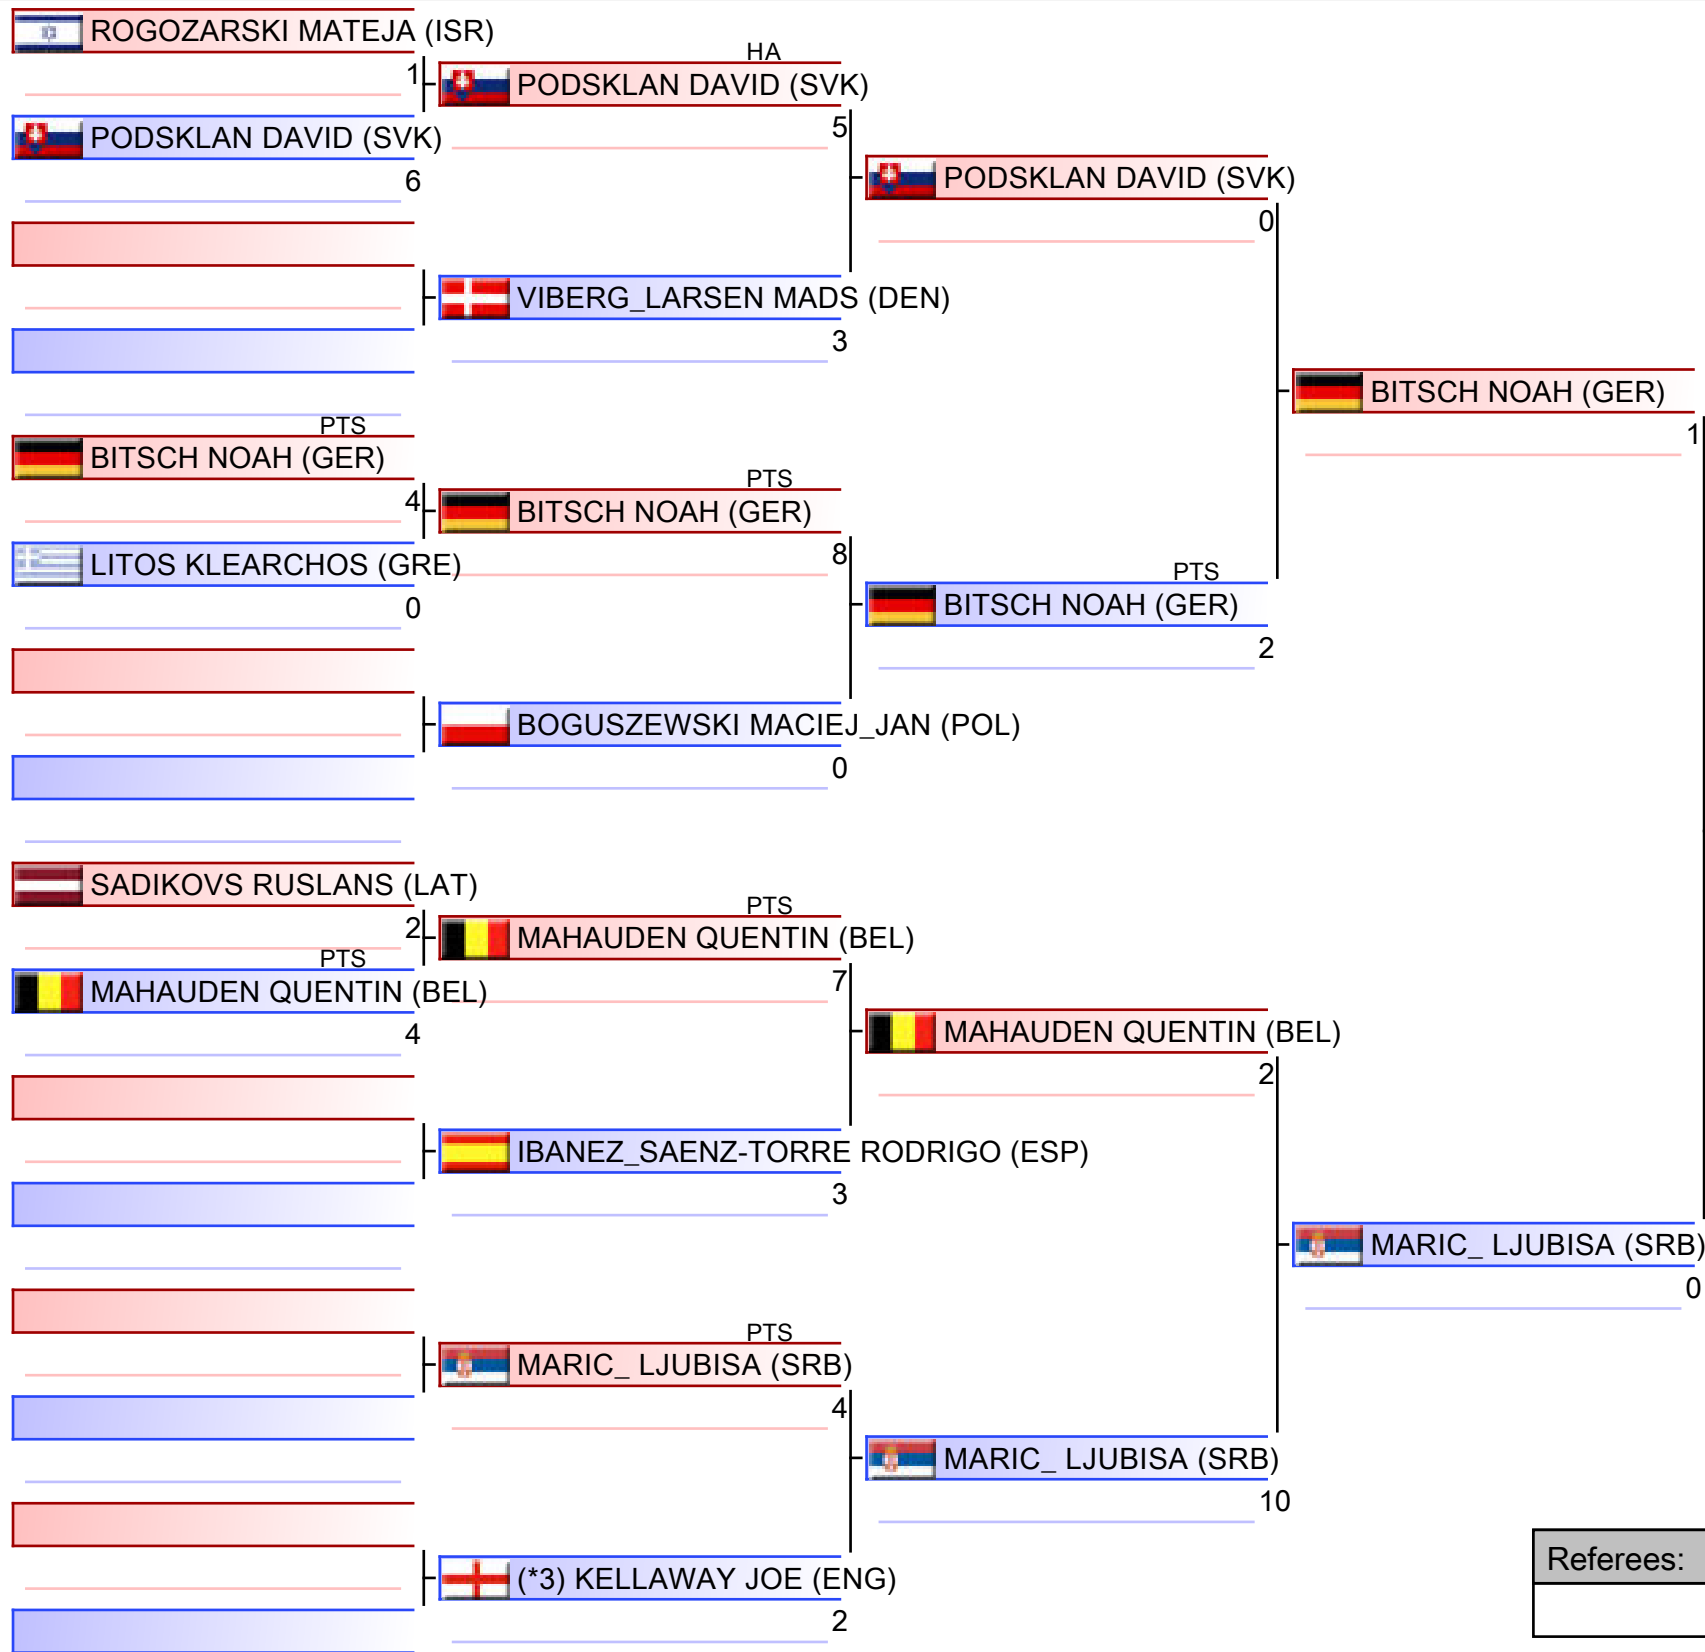 ROGOZARSKI MATEJA (ISR)
1
PODSKLAN DAVID (SVK)
6
BITSCH NOAH (GER)
PTS
4
LITOS KLEARCHOS (GRE)
0
SADIKOVS RUSLANS (LAT)
2
PTS
MAHAUDEN QUENTIN (BEL)
4
HA
PODSKLAN DAVID (SVK)
5
VIBERG_LARSEN MADS (DEN)
3
PTS
BITSCH NOAH (GER)
8
BOGUSZEWSKI MACIEJ_JAN (POL)
0
PTS
MAHAUDEN QUENTIN (BEL)
7
IBANEZ_SAENZ-TORRE RODRIGO (ESP)
3
PTS
MARIC_ LJUBISA (SRB)
4
(*3) KELLAWAY JOE (ENG)
2
PODSKLAN DAVID (SVK)
0
PTS
BITSCH NOAH (GER)
2
MAHAUDEN QUENTIN (BEL)
2
MARIC_ LJUBISA (SRB)
10
BITSCH NOAH (GER)
1
MARIC_ LJUBISA (SRB)
0
Referees: